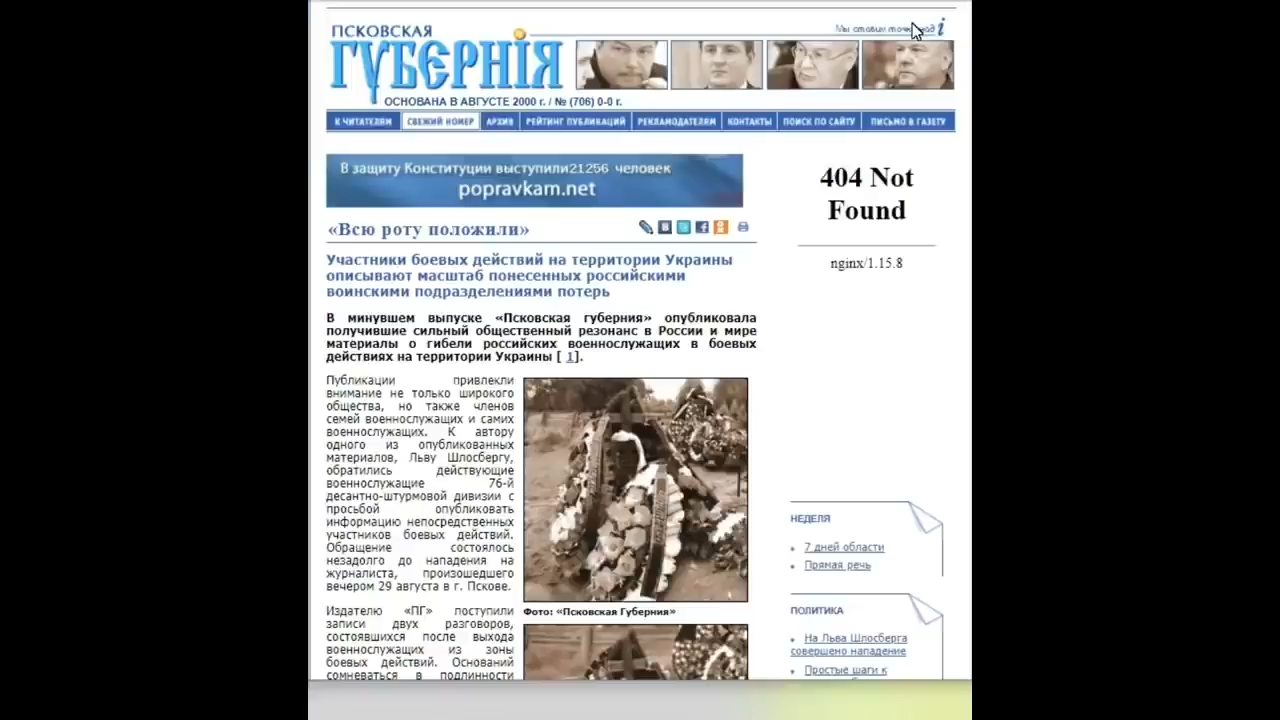 ПСКОВСКАЯ
Мы ставим точки над i
ГУБЕРНIЯ
ОСНОВАНА В АВГУСТЕ 2000 г. / № (706) 0-0 г.
К ЧИТАТЕЛЯМ СВЕЖИЙ НОМЕР АРХИВ РЕЙТИНГ ПУБЛИКАЦИЙ РЕКЛАМОДАТЕЛЯМ КОНТАКТЫ ПОИСК ПО САЙТУ ПИСЬМО В ГАЗЕТУ
В защиту Конституции выступили21256 человек
popravkam.net
«Всю роту положили»
Участники боевых действий на территории Украины
описывают масштаб понесенных российскими
воинскими подразделениями потерь
В минувшем выпуске «Псковская губерния» опубликовала
получившие сильный общественный резонанс в России и мире
материалы о гибели российских военнослужащих в боевых
действиях на территории Украины [ 1].
Публикации привлекли
внимание не только широкого
общества, но также членов
семей военнослужащих и самих
военнослужащих. К автору
одного из опубликованных
материалов, Льву Шлосбергу,
обратились действующие
военнослужащие 76-й
десантно-штурмовой дивизии с
просьбой опубликовать
информацию непосредственных
участников боевых действий.
Обращение состоялось
незадолго до нападения на
журналиста, произошедшего
вечером 29 августа в г. Пскове.
Издателю «ПГ» поступили
записи двух разговоров,
состоявшихся после выхода
военнослужащих из зоны
боевых действий. Оснований
сомневаться в подлинности
Фото: «Псковская Губерния»
404 Not
Found
nginx/1.15.8
НЕДЕЛЯ
7 дней области
Прямая речь
ПОЛИТИКА
На Льва Шлосберга
совершено нападение
Простые шаги к